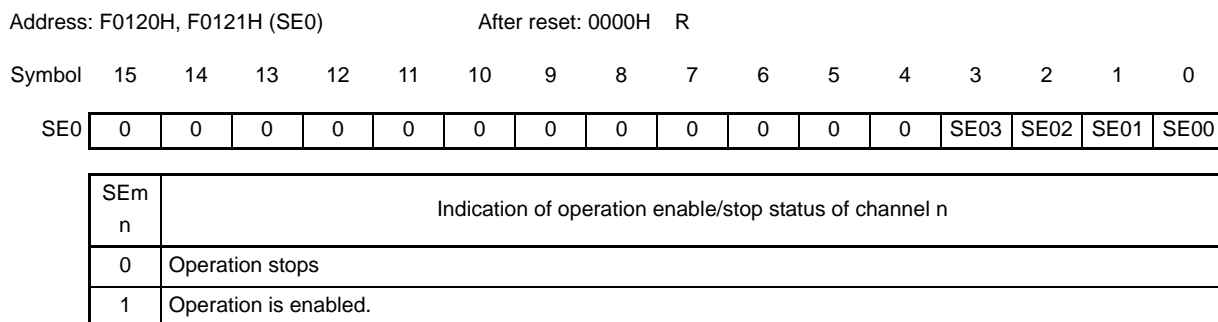 Address: F0120H, F0121H (SE0) After reset: 0000H R
Symbol 15 14 13 12 11 10 9 8 7 6 5 4 3 2 1 0
SE0 0 0 0 0 0 0 0 0 0 0 0 0 SE03 SE02 SE01 SE00
SEm
n
Indication of operation enable/stop status of channel n
0 Operation stops
1 Operation is enabled.